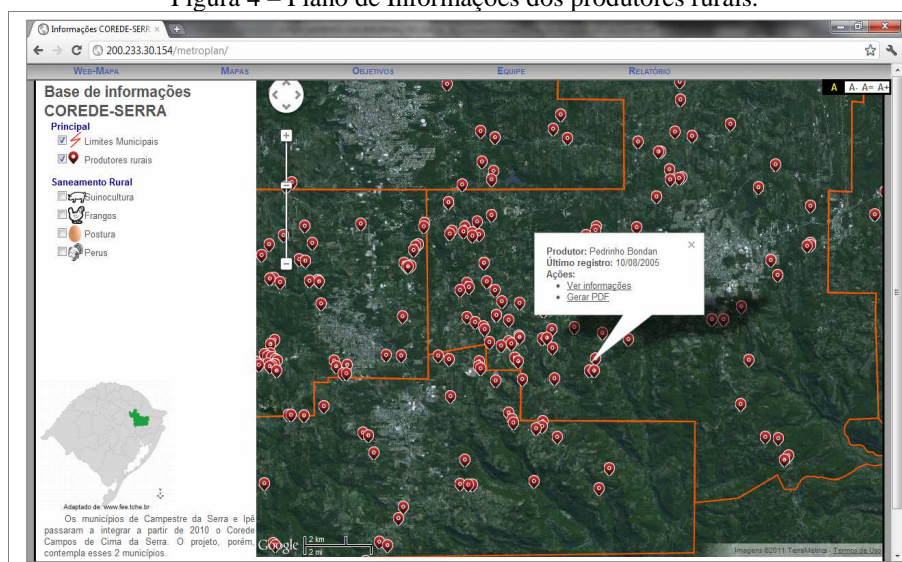 Figura 4 – Plano de Informações dos produtores rurais.
Informações COREDE-SERR
200.233.30.154/metroplan/
WEB-MAPA MAPAS OBJETIVOS EQUIPE RELATÓRIO
A A- A= A+
Base de informações
COREDE-SERRA
Principal
Limites Municipais
Produtores rurais
Saneamento Rural
Suinocultura
Frangos
Postura
Perus
Produtor: Pedrinho Bondan
Último registro: 10/08/2005
Ações:
Ver informações
Gerar PDF
Adaptado de: www.fee.tche.br
Os municípios de Campestre da Serra e Ipê
passaram a integrar a partir de 2010 o Corede
Campos de Cima da Serra. O projeto, porém,
contempla esses 2 municípios.
Google
2 km
2 mi
Imagens ©2011 TerraMetrics - Termos de Uso